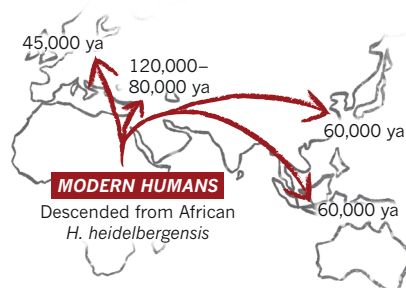 45,000 ya
120,000–
80,000 ya
60,000 ya
MODERN HUMANS
Descended from African
H. heidelbergensis
60,000 ya